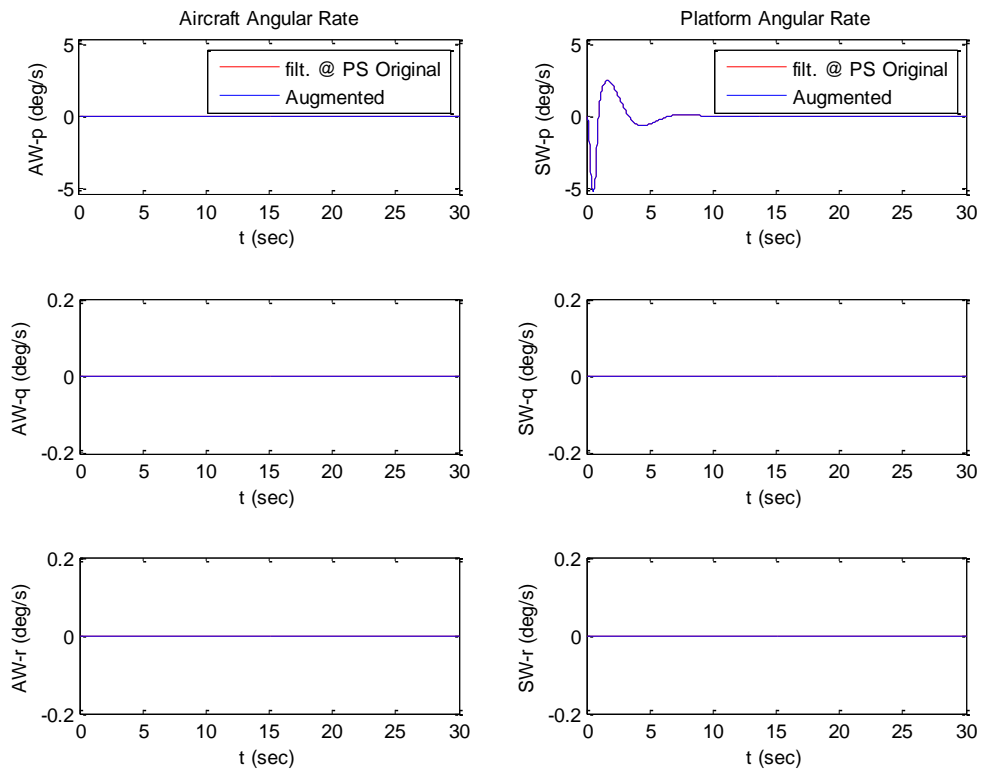 Aircraft Angular Rate
5
0
-5
AW-p (deg/s)
filt. @ PS Original
Augmented
0 5 10 15 20 25 30
t (sec)
Platform Angular Rate
5
0
-5
SW-p (deg/s)
filt. @ PS Original
Augmented
0 5 10 15 20 25 30
t (sec)
0.2
0
-0.2
AW-q (deg/s)
0 5 10 15 20 25 30
t (sec)
0.2
0
-0.2
SW-q (deg/s)
0 5 10 15 20 25 30
t (sec)
0.2
0
-0.2
AW-r (deg/s)
0 5 10 15 20 25 30
t (sec)
0.2
0
-0.2
SW-r (deg/s)
0 5 10 15 20 25 30
t (sec)